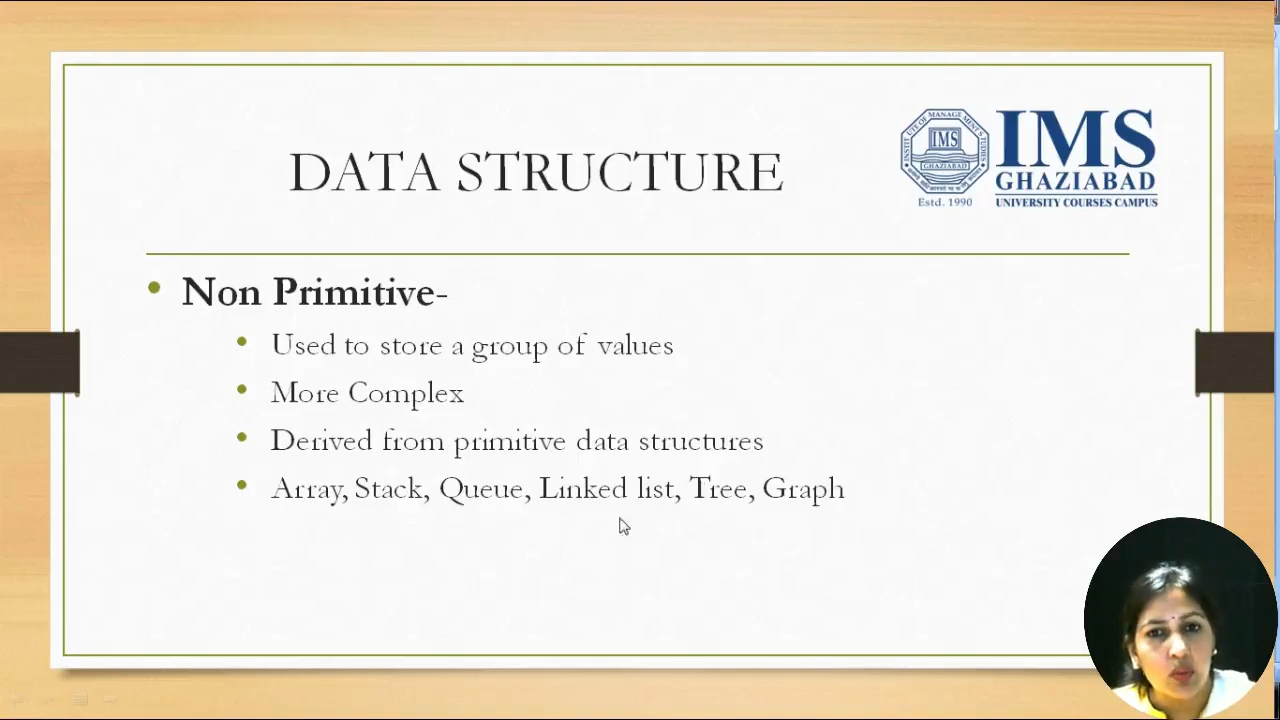 DATA STRUCTURE
IMS
GHAZIABAD
Estd. 1990
UNIVERSITY COURSES CAMPUS
Non Primitive-
Used to store a group of values
More Complex
Derived from primitive data structures
Array, Stack, Queue, Linked list, Tree, Graph